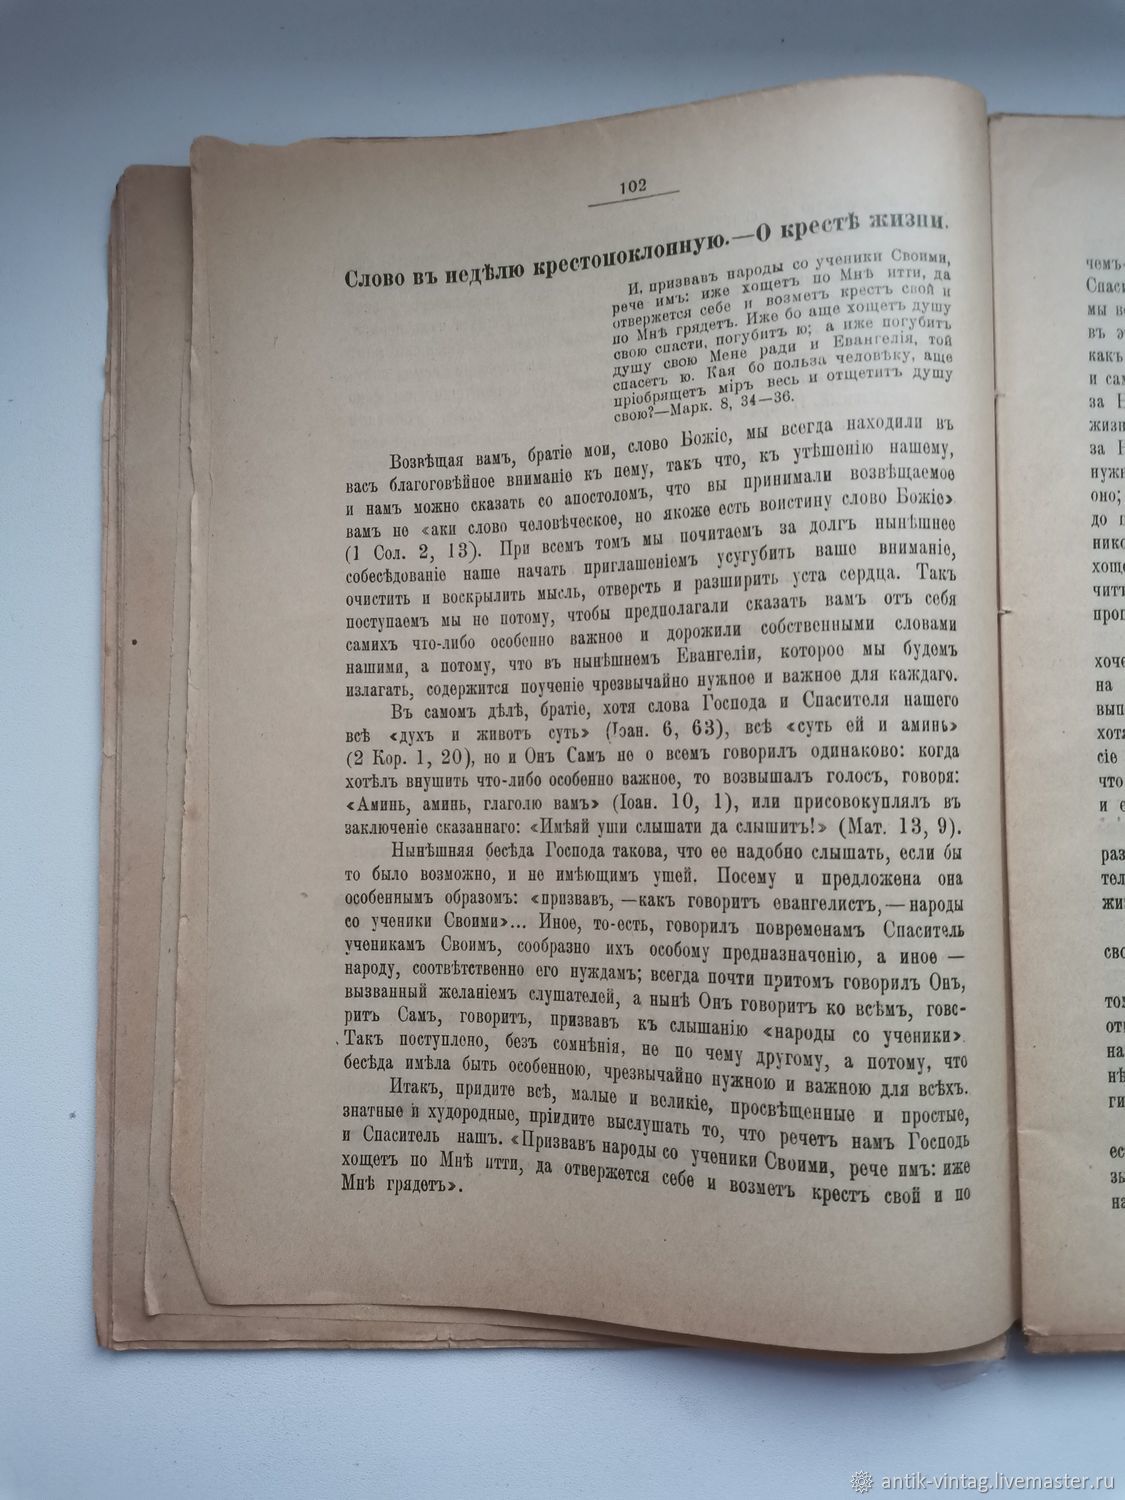 102
Слово въ недѣлю крестопоклонную.—О крестѣ жизни.
И, призвавъ народы со ученики Своими,
рече имъ: иже хощетъ по Мнѣ итти, да
отвержется себе и возметъ крестъ свой и
по Мнѣ грядетъ. Иже бо аще хощетъ душу
свою спасти, погубитъ ю; а иже погубитъ
душу свою Мене ради и Евангелія, той
спасетъ ю. Кая бо польза человѣку, аще
пріобрящетъ міръ весь и отщетитъ душу
свою?—Марк. 8, 34—36.
Возвѣщая вамъ, братіе мои, слово Божіе, мы всегда находили въ
васъ благоговѣйное вниманіе къ нему, такъ что, къ утѣшенію нашему,
и намъ можно сказать со апостоломъ, что вы принимали возвѣщаемое
вамъ не «аки слово человѣческое, но якоже есть воистину слово Божіе»
(1 Сол. 2, 13). При всемъ томъ мы почитаемъ за долгъ нынѣшнее
собесѣдованіе наше начать приглашеніемъ усугубить ваше вниманіе,
очистить и воскрылить мысль, отверсть и разширить уста сердца. Такъ
поступаемъ мы не потому, чтобы предполагали сказать вамъ отъ себя
самихъ что-либо особенно важное и дорожили собственными словами
нашими, а потому, что въ нынѣшнемъ Евангеліи, которое мы будемъ
излагать, содержится поученіе чрезвычайно нужное и важное для каждаго.
Въ самомъ дѣлѣ, братіе, хотя слова Господа и Спасителя нашего
всѣ «духъ и животъ суть» (Іоан. 6, 63), всѣ «суть ей и аминь»
(2 Кор. 1, 20), но и Онъ Самъ не о всемъ говорилъ одинаково: когда
хотѣлъ внушить что-либо особенно важное, то возвышалъ голосъ, говоря:
«Аминь, аминь, глаголю вамъ» (Іоан. 10, 1), или присовокуплялъ въ
заключеніе сказаннаго: «Имѣяй уши слышати да слышитъ!» (Мат. 13, 9).
Нынѣшняя бесѣда Господа такова, что ее надобно слышать, если бы
то было возможно, и не имѣющимъ ушей. Посему и предложена она
особеннымъ образомъ: «призвавъ,—какъ говоритъ евангелистъ,—народы
со ученики Своими»... Иное, то-есть, говорилъ повременамъ Спаситель
ученикамъ Своимъ, сообразно ихъ особому предназначенію, а иное —
народу, соотвѣтственно его нуждамъ; всегда почти притомъ говорилъ Онъ,
вызванный желаніемъ слушателей, а нынѣ Онъ говоритъ ко всѣмъ, гово-
ритъ Самъ, говоритъ, призвавъ къ слышанію «народы со ученики».
Такъ поступлено, безъ сомнѣнія, не по чему другому, а потому, что
бесѣда имѣла быть особенною, чрезвычайно нужною и важною для всѣхъ.
Итакъ, придите всѣ, малые и великіе, просвѣщенные и простые,
знатные и худородные, пріидите выслушать то, что речетъ намъ Господь
и Спаситель нашъ. «Призвавъ народы со ученики Своими, рече имъ: иже
хощетъ по Мнѣ итти, да отвержется себе и возметъ крестъ свой и по
Мнѣ грядетъ».
antik-vintag.livemaster.ru